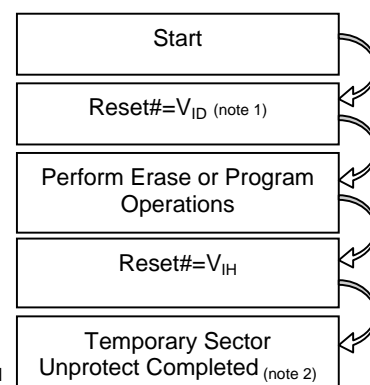 Start
Reset#=VID (note 1)
Perform Erase or Program
Operations
Reset#=VIH
Temporary Sector
Unprotect Completed (note 2)